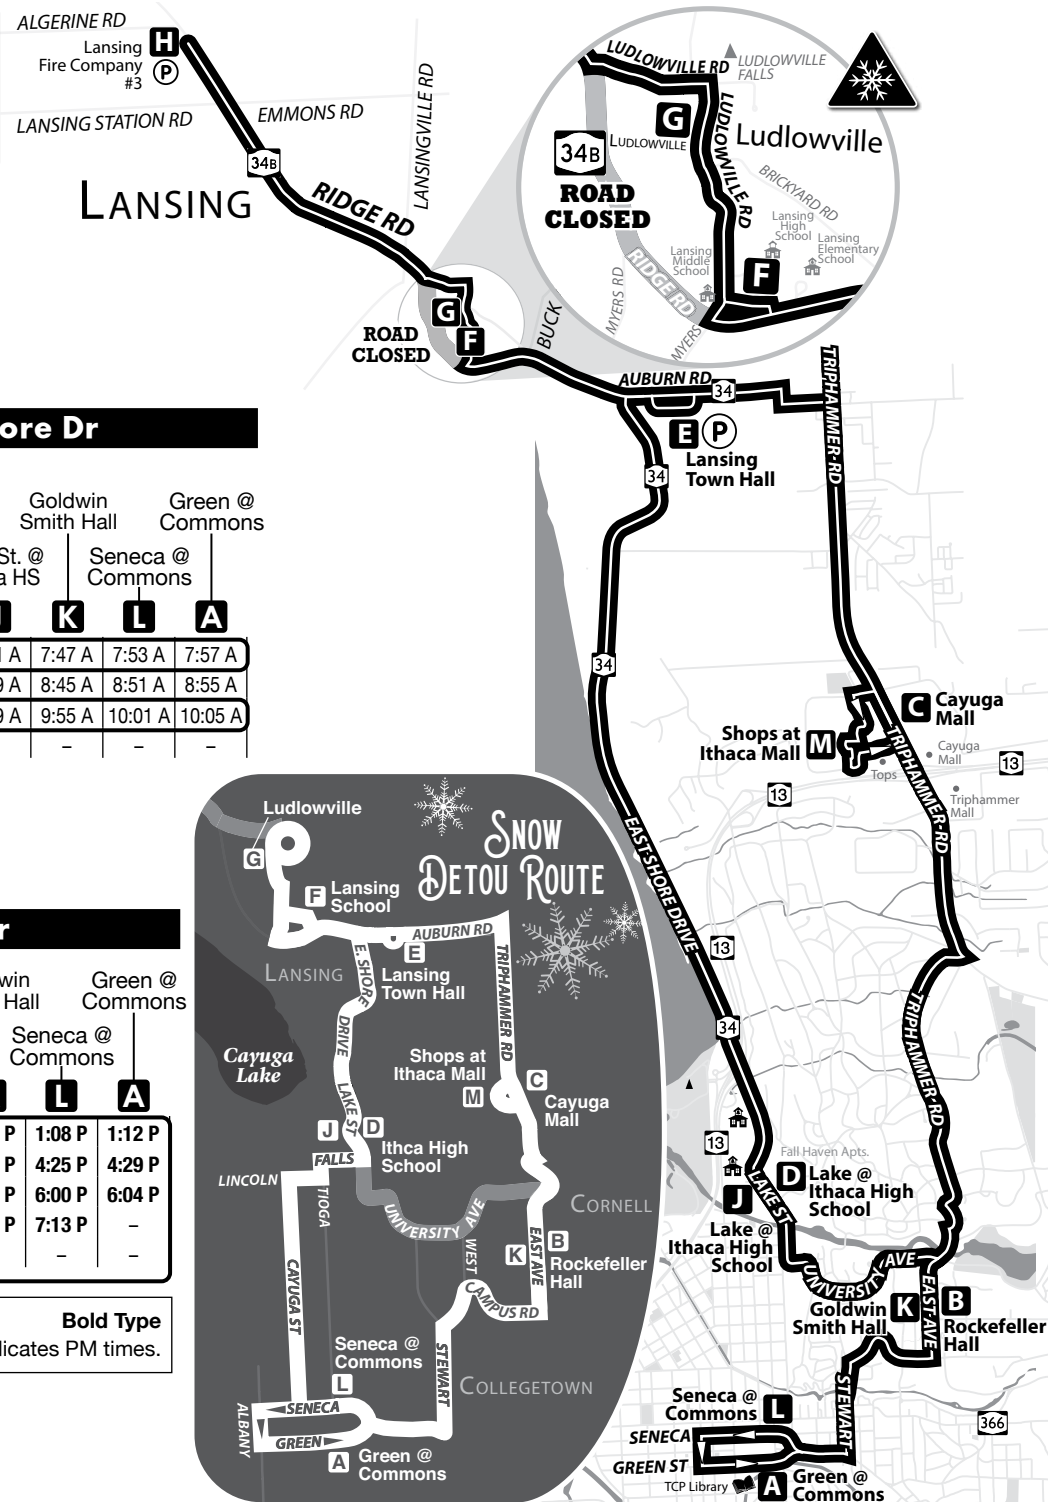 ALGERINE RD
H
Lansing
Fire Company
#3
P
LANSING STATION RD
EMMONS RD
LANSINGVILLE RD
34B
LANSING
RIDGE RD
G
F
ROAD
CLOSED
BUCK
LUDLOWVILLE RD
LUDLOWVILLE
FALLS
G
LUDLOWVILLE
LUDLOWVILLE RD
Ludlowville
34B
ROAD
CLOSED
BRICKYARD RD
Lansing
High
School
Lansing
Elementary
School
Lansing
Middle
School
F
RIDGE RD
MYERS RD
MYERS
AUBURN RD
34
TRIPHAMMER-RD
E P
Lansing
Town Hall
34
34
C Cayuga
Mall
Shops at
Ithaca Mall
M
TRIPHAMMER-RD
Cayuga
Mall
Tops
13
13
Triphammer
Mall
EAST-SHORE DRIVE
13
34
TRIPHAMMER-RD
13
Fall Haven Apts.
D Lake @
Ithaca High
School
J
LAKE ST
Lake @
Ithaca High
School
UNIVERSITY AVE
Goldwin
Smith Hall
K
EAST-AVE
B
Rockefeller
Hall
STEWART
366
Seneca @
Commons
L
SENECA
GREEN ST
TCP Library
A Green @
Commons
ore Dr
Goldwin
Smith Hall
Green @
Commons
St. @
a HS
Seneca @
Commons
K L A
A 7:47 A 7:53 A 7:57 A
9 A 8:45 A 8:51 A 8:55 A
9 A 9:55 A 10:01 A 10:05 A
– – –
r
win
Hall
Green @
Commons
Seneca @
Commons
L A
P 1:08 P 1:12 P
P 4:25 P 4:29 P
P 6:00 P 6:04 P
P 7:13 P –
– –
Bold Type
dicates PM times.
SNOW
DETOU ROUTE
Ludlowville
G
F Lansing
School
AUBURN RD
E
LANSING
E. SHORE
DRIVE
Lansing
Town Hall
TRIPHAMMER RD
Cayuga
Lake
Shops at
Ithaca Mall
M
C
Cayuga
Mall
LAKE ST
J D
Ithca High
School
FALLS
LINCOLN
TIOGA
UNIVERSITY AVE
CORNELL
WEST
K
EAST AVE
B
Rockefeller
Hall
CAMPUS RD
CAYUGA ST
Seneca @
Commons
L
STEWART
COLLEGETOWN
ALBANY
SENECA
GREEN
A Green @
Commons